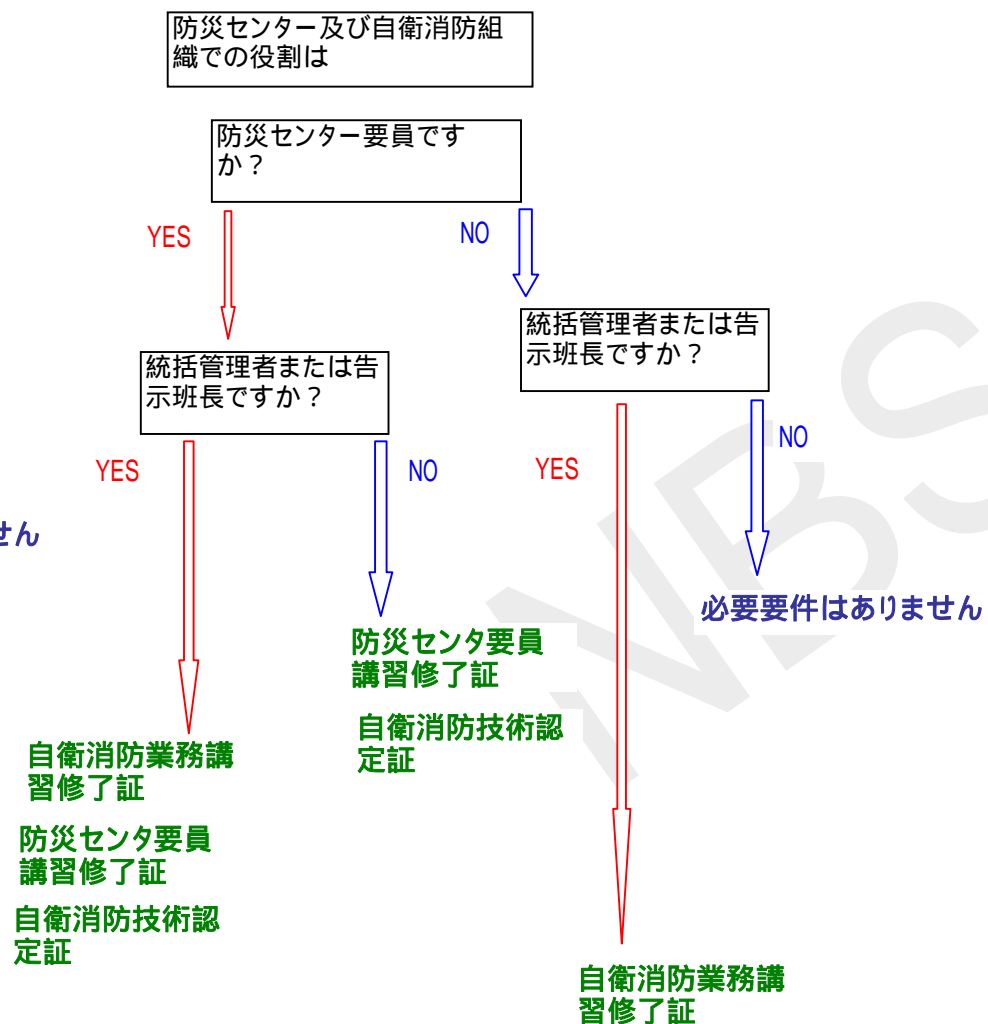 防災センター及び自衛消防組
織での役割は
防災センター要員です
か？
YES
NO
統括管理者または告
示班長ですか？
統括管理者または告
示班長ですか？
YES
NO
YES
NO
せん
必要要件はありません
防災センタ要員
講習修了証
自衛消防技術認
定証
自衛消防業務講
習修了証
防災センタ要員
講習修了証
自衛消防技術認
定証
自衛消防業務講
習修了証
NBS